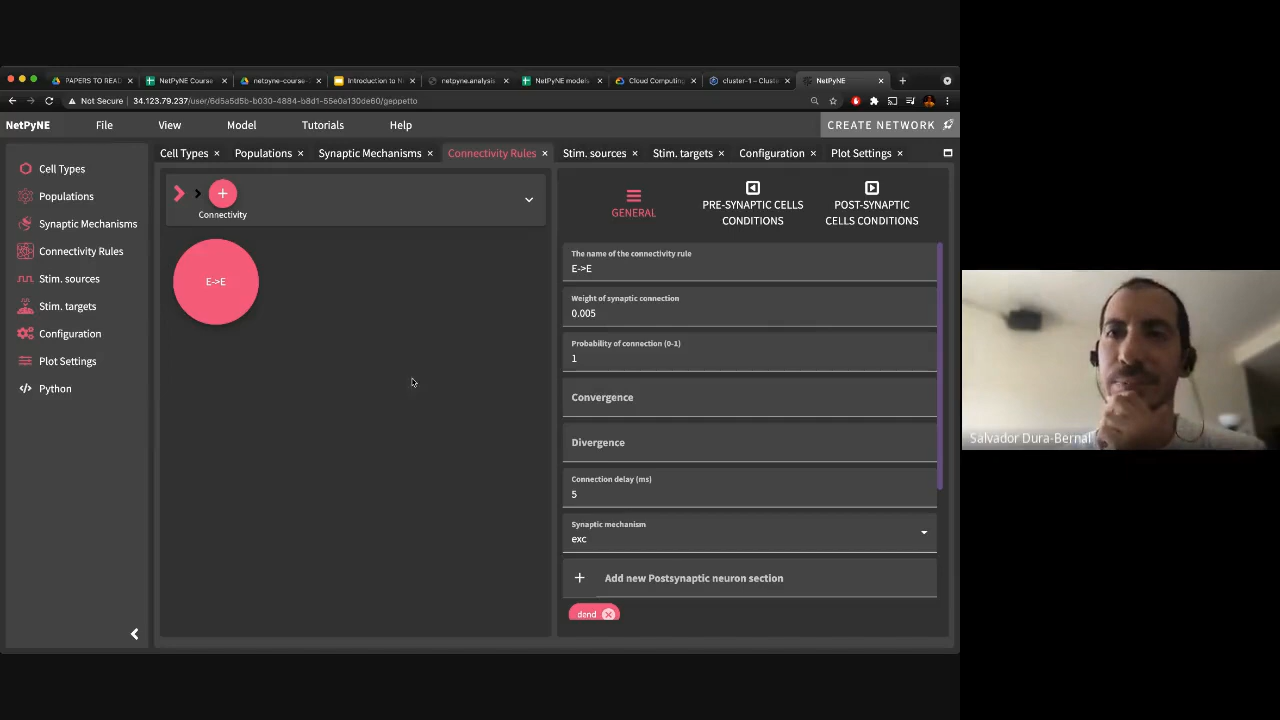 PAPERS TO READ
NetPyNE Course
netpyne-course
Introduction to N
netpyne.analysis
NetPyNE models
Cloud Computing
cluster-1 – Cluste
NetPyNE
Not Secure
34.123.79.237/user/6d5a5d5b-b030-4884-b8d1-55e0a130de60/geppetto
NetPyNE
File
View
Model
Tutorials
Help
CREATE NETWORK
Cell Types
Populations
Synaptic Mechanisms
Connectivity Rules
Stim. sources
Stim. targets
Configuration
Plot Settings
Python
Cell Types
Populations
Synaptic Mechanisms
Connectivity Rules
Stim. sources
Stim. targets
Configuration
Plot Settings
Connectivity
E->E
GENERAL
PRE-SYNAPTIC CELLS
CONDITIONS
POST-SYNAPTIC
CELLS CONDITIONS
The name of the connectivity rule
E->E
Weight of synaptic connection
0.005
Probability of connection (0-1)
1
Convergence
Divergence
Connection delay (ms)
5
Synaptic mechanism
exc
Add new Postsynaptic neuron section
dend
Salvador Dura-Bernal